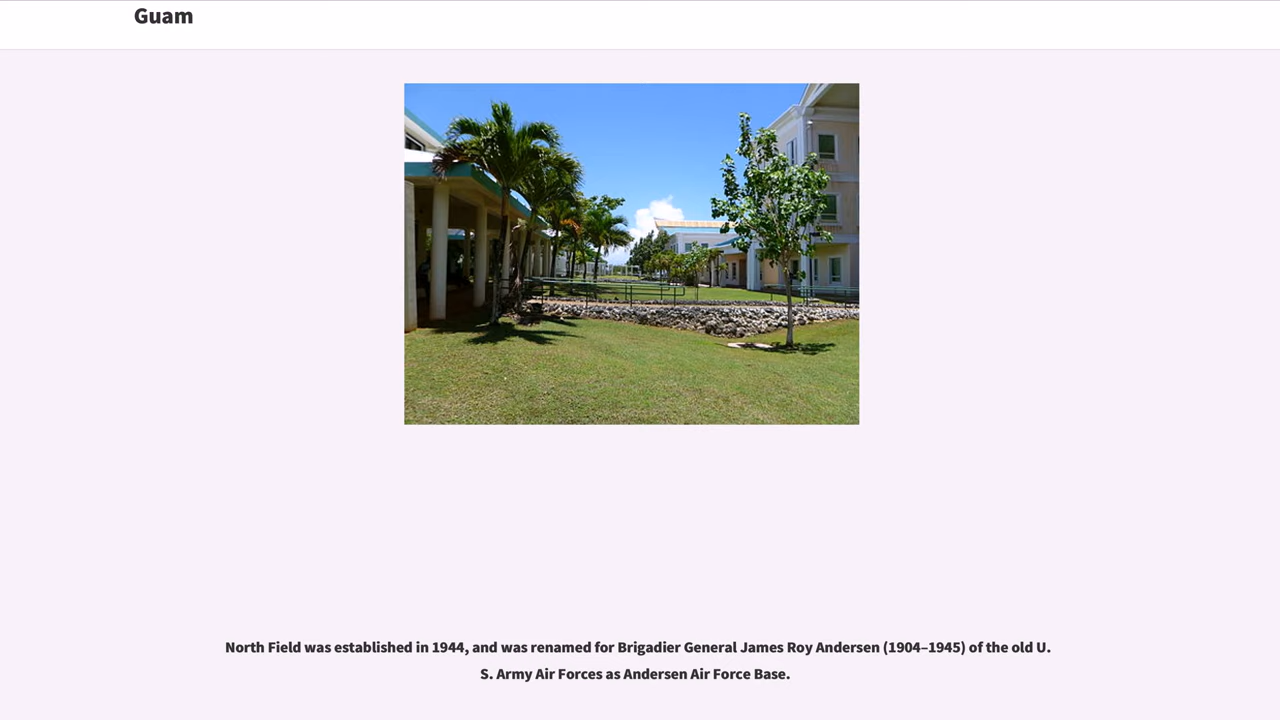 Guam
North Field was established in 1944, and was renamed for Brigadier General James Roy Andersen (1904–1945) of the old U.
S. Army Air Forces as Andersen Air Force Base.